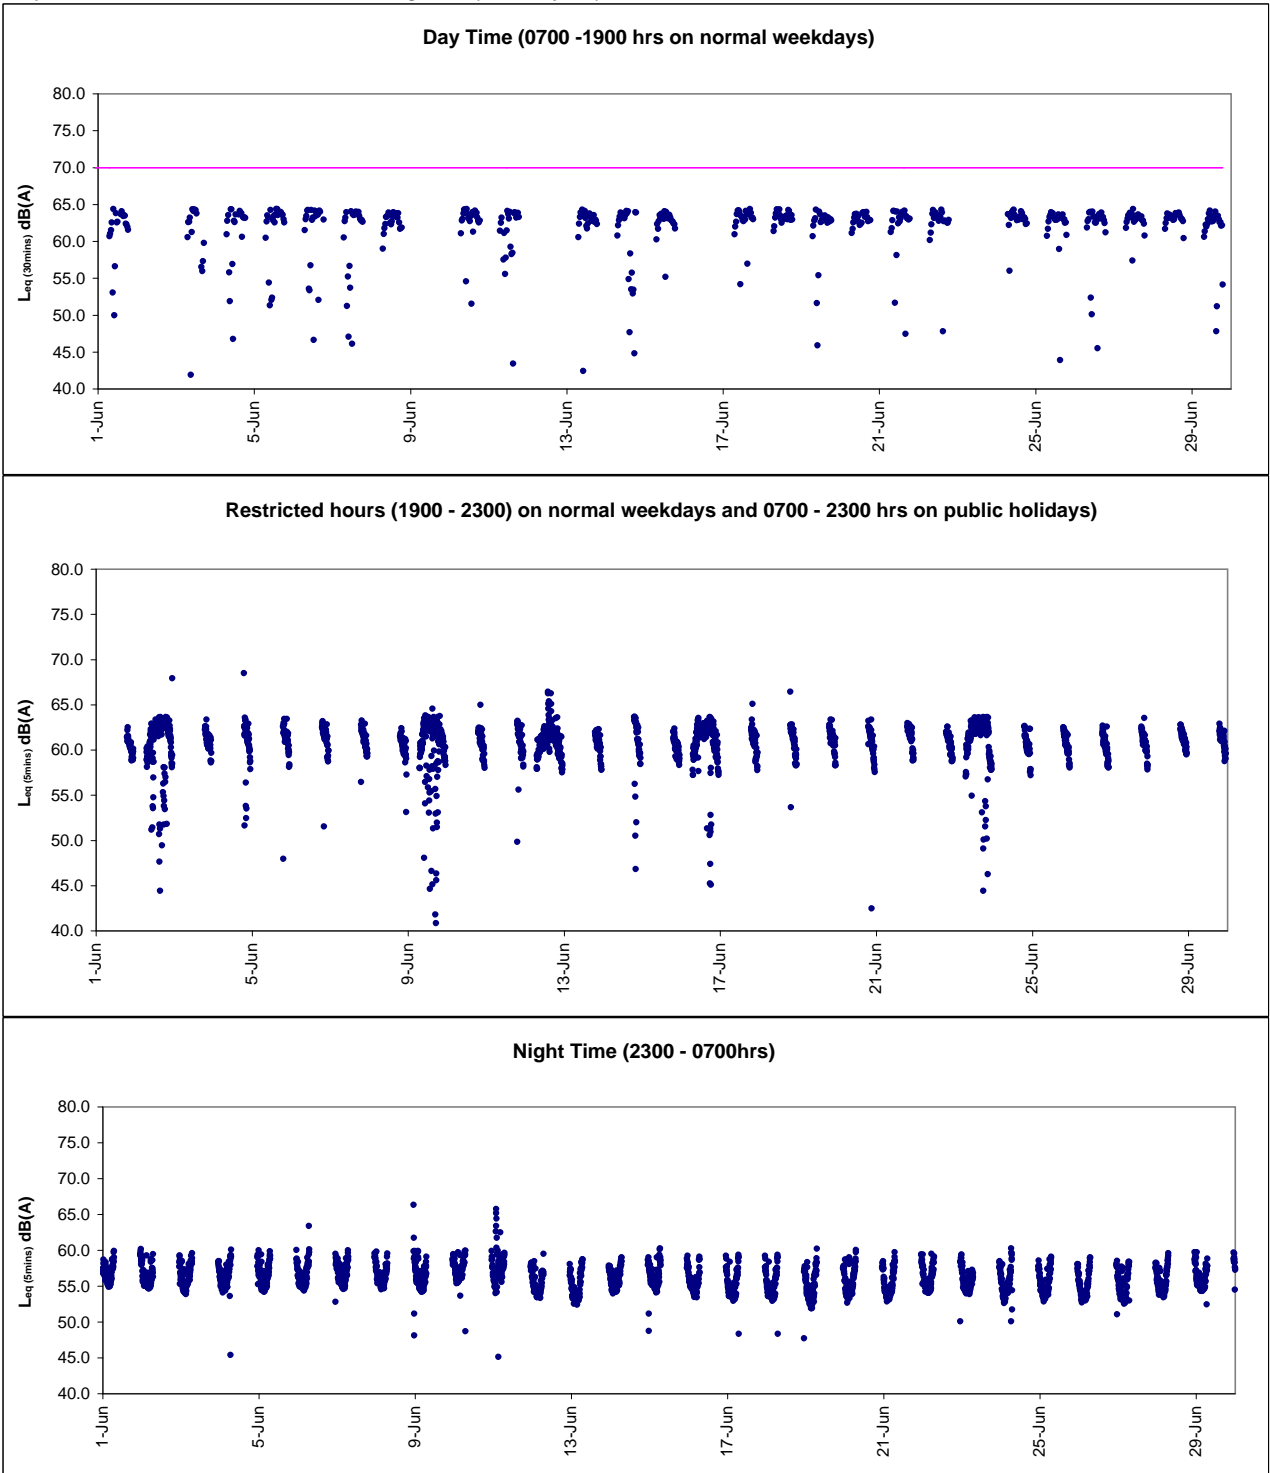 Day Time (0700 -1900 hrs on normal weekdays)
80.0
75.0
70.0
65.0
60.0
55.0
50.0
45.0
40.0
Leq (30mins) dB(A)
1-Jun
5-Jun
9-Jun
13-Jun
17-Jun
21-Jun
25-Jun
29-Jun
Restricted hours (1900 - 2300) on normal weekdays and 0700 - 2300 hrs on public holidays)
80.0
75.0
70.0
65.0
60.0
55.0
50.0
45.0
40.0
Leq (5mins) dB(A)
1-Jun
5-Jun
9-Jun
13-Jun
17-Jun
21-Jun
25-Jun
29-Jun
Night Time (2300 - 0700hrs)
80.0
75.0
70.0
65.0
60.0
55.0
50.0
45.0
40.0
Leq (5mins) dB(A)
1-Jun
5-Jun
9-Jun
13-Jun
17-Jun
21-Jun
25-Jun
29-Jun